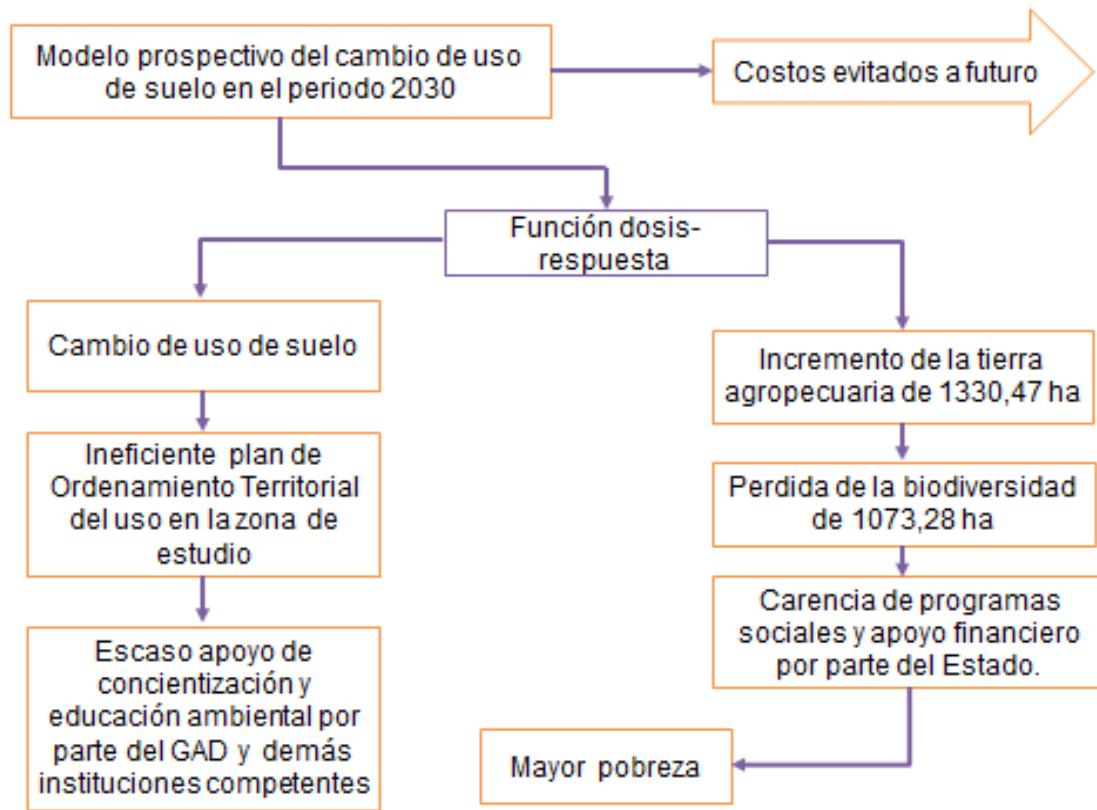 Modelo prospectivo del cambio de uso
de suelo en el periodo 2030
Costos evitados a futuro
Función dosis-
respuesta
Cambio de uso de suelo
Ineficiente plan de
Ordenamiento Territorial
del uso en la zona de
estudio
Escaso apoyo de
concientización y
educación ambiental por
parte del GAD y demás
instituciones competentes
Incremento de la tierra
agropecuaria de 1330,47 ha
Perdida de la biodiversidad
de 1073,28 ha
Carencia de programas
sociales y apoyo financiero
por parte del Estado.
Mayor pobreza